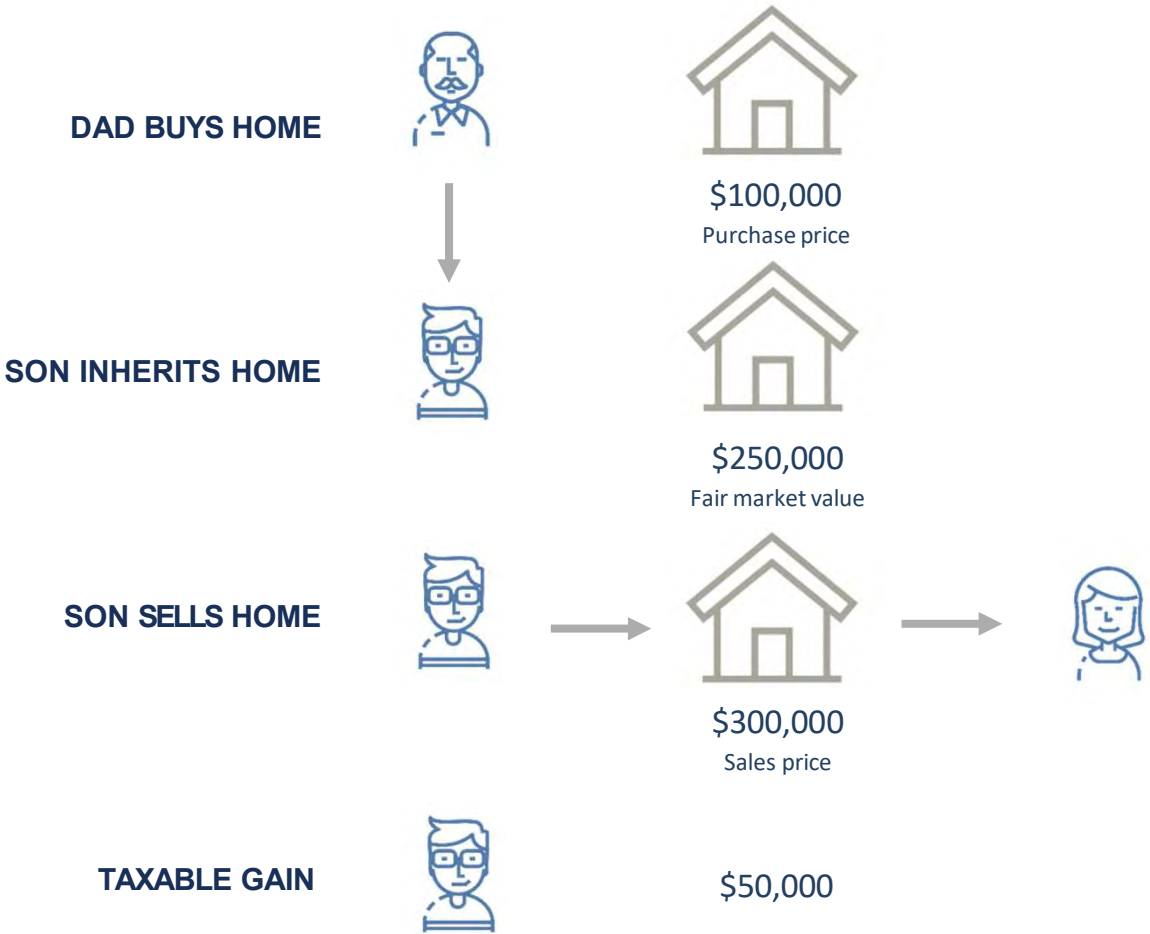 DAD BUYS HOME
$100,000
Purchase price
SON INHERITS HOME
$250,000
Fair market value
SON SELLS HOME
$300,000
Sales price
TAXABLE GAIN
$50,000